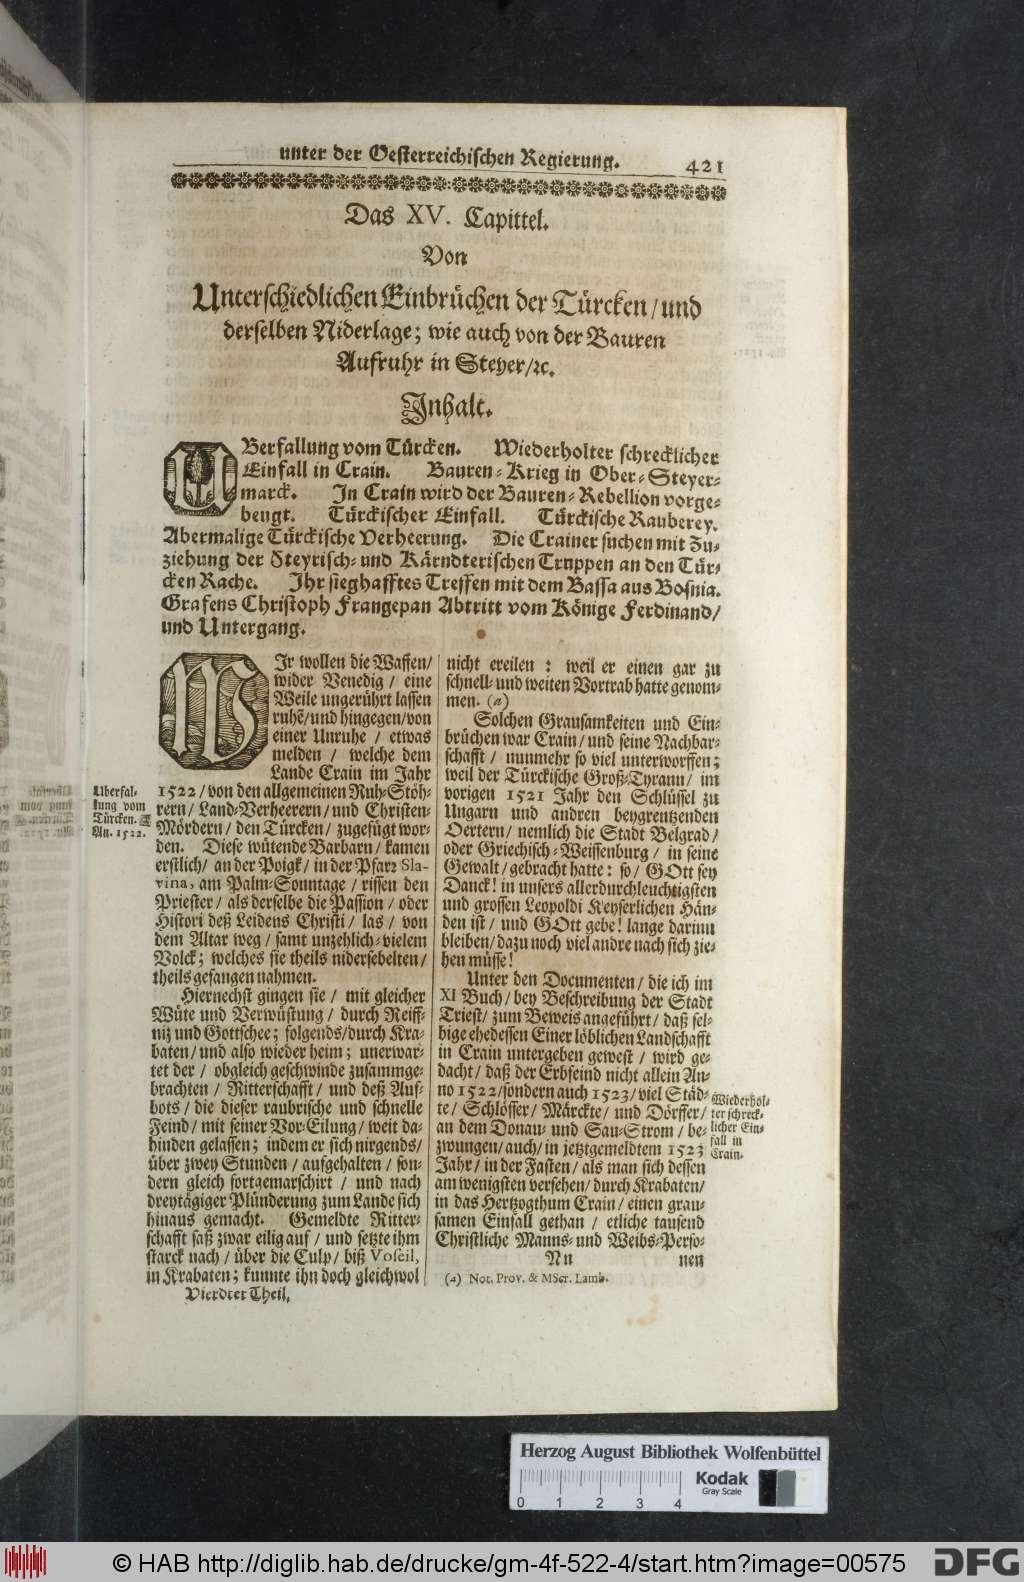 unter der Oesterreichischen Regierung. 421
Das XV. Capittel.
Von
Unterschiedlichen Einbrüchen der Türcken/ und
derselben Niderlage; wie auch von der Bauren
Aufruhr in Steyer/ꝛc.
Jnhalt.
UBerfallung vom Türcken. Wiederholter schrecklicher
Einfall in Crain. Bauren-Krieg in Ober-Steyer-
marck. Jn Crain wird der Bauren-Rebellion vorge-
beugt. Türckischer Einfall. Türckische Rauberey.
Abermalige Türckische Verheerung. Die Crainer suchen mit Zu-
ziehung der Steyrisch- und Kärndterischen Truppen an den Tür-
cken Rache. Jhr sieghafftes Treffen mit dem Bassa aus Bosnia.
Grafens Christoph Frangepan Abtritt vom Könige Ferdinand/
und Untergang.
WJr wollen die Waffen/
wider Venedig / eine
Weile ungerührt lassen
ruhē/und hingegen/von
einer Unruhe / etwas
melden / welche dem
Lande Crain im Jahr
1522/von den allgemeinen Ruh-Stöh-
rern/ Land-Verheerern/ und Christen-
Mördern/ den Türcken/ zugefügt wor-
den. Diese wütende Barbarn/ kamen
erstlich/ an der Poigk/ in der Pfarꝛ Sla-
vina, am Palm-Sonntage / rissen den
Priester / als derselbe die Passion / oder
Histori deß Leidens Christi / las / von
dem Altar weg / samt unzehlich-vielem
Volck; welches sie theils nidersebelten/
theils gefangen nahmen.
Hiernechst gingen sie / mit gleicher
Wüte und Verwüstung / durch Reiff-
niz und Gottschee; folgends/durch Kra-
baten/ und also wieder heim; unerwar-
tet der / obgleich geschwinde zusammge-
brachten / Ritterschafft / und deß Auf-
bots / die dieser raubrische und schnelle
Feind/ mit seiner Vor-Eilung/ weit da-
hinden gelassen; indem er sich nirgends/
über zwey Stunden / aufgehalten / son-
dern gleich fortgemarschirt / und nach
dreytägiger Plünderung zum Lande sich
hinaus gemacht. Gemeldte Ritter-
schafft saß zwar eilig auf / und setzte ihm
starck nach / über die Culp / biß Vosćil,
in Krabaten; kunnte ihn doch gleichwol
Vierdter Theil.
Uberfal-
lung vom
Türcken.
An. 1522.
nicht ereilen : weil er einen gar zu
schnell- und weiten Vortrab hatte genom-
men. (a)
Solchen Grausamkeiten und Ein-
brüchen war Crain/ und seine Nachbar-
schafft / nunmehr so viel unterworffen;
weil der Türckische Groß-Tyrann/ im
vorigen 1521 Jahr den Schlüssel zu
Ungarn und andren beygrentzenden
Oertern/ nemlich die Stadt Belgrad/
oder Griechisch-Weissenburg / in seine
Gewalt/ gebracht hatte: so/ GOtt sey
Danck! in unsers allerdurchleuchtigsten
und grossen Leopoldi Keyserlichen Hän-
den ist / und GOtt gebe! lange darinn
bleiben/ dazu noch viel andre nach sich zie-
hen müsse!
Unter den Documenten/ die ich im
XI Buch/ bey Beschreibung der Stadt
Triest/ zum Beweis angeführt/ daß sel-
bige ehedessen Einer löblichen Landschafft
in Crain untergeben gewest / wird ge-
dacht/ daß der Erbfeind nicht allein An-
no 1522/sondern auch 1523/ viel Städ-
te/ Schlösser/ Märckte/ und Dörffer/
an dem Donau- und Sau-Strom / be-
zwungen/ auch/ in jetztgemeldtem 1523
Jahr/ in der Fasten/ als man sich dessen
am wenigsten versehen/ durch Krabaten/
in das Hertzogthum Crain/ einen grau-
samen Einfall gethan / etliche tausend
Christliche Manns- und Weibs-Perso-
Nn nen
Wiederhol-
ter schreck-
licher Ein-
fall in
Crain.
(a) Not. Prov. & MScr. Lamb.
Herzog August Bibliothek Wolfenbüttel
0 1 2 3 4
Kodak
Gray Scale
© HAB http://diglib.hab.de/drucke/gm-4f-522-4/start.htm?image=00575
DFG